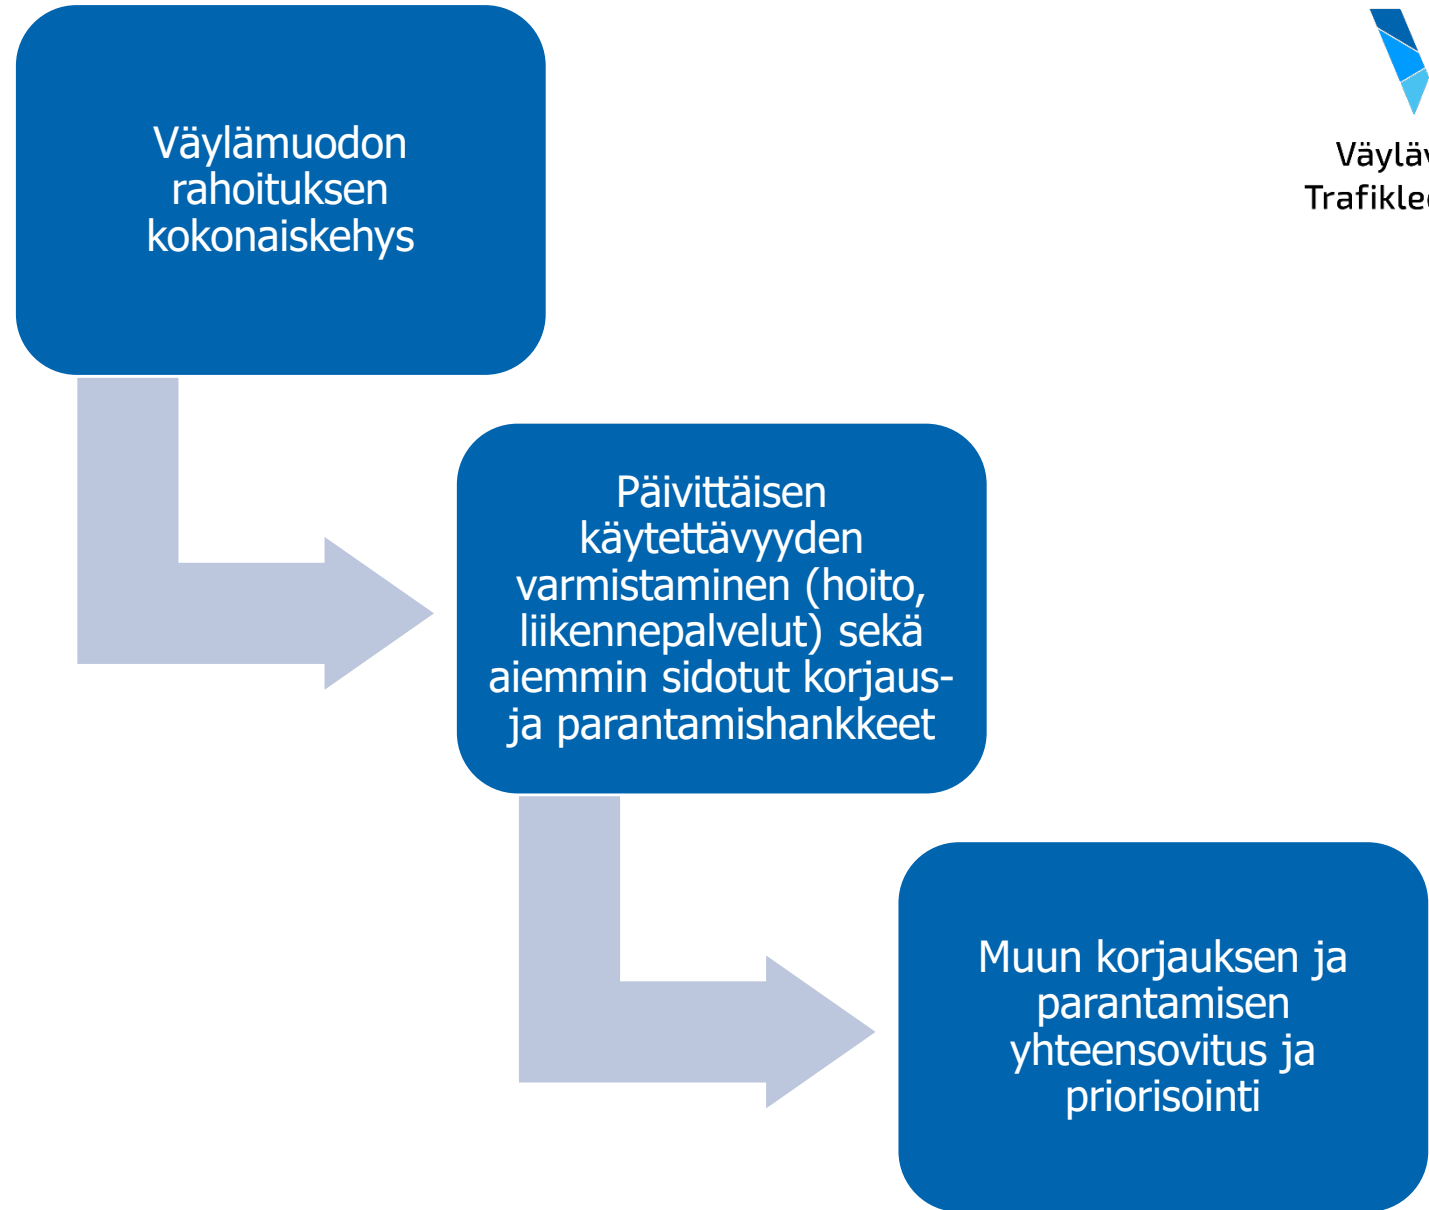 Väylämuodon
rahoituksen
kokonaiskehys
Päivittäisen
käytettävyyden
varmistaminen (hoito,
liikennepalvelut) sekä
aiemmin sidotut korjaus-
ja parantamishankkeet
Muun korjauksen ja
parantamisen
yhteensovitus ja
priorisointi